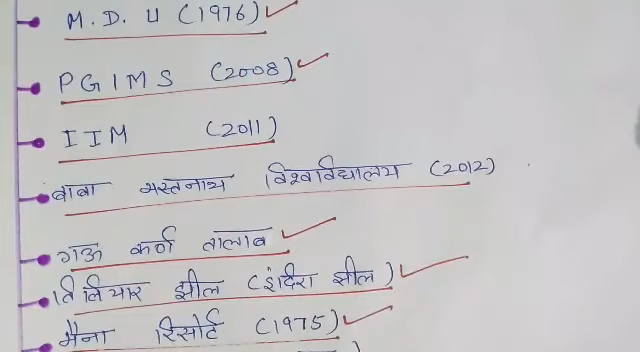 M. D. U (1976)
PGIMS (2008)
IIM (2011)
बाबा मस्तनाथ विश्वविद्यालय (2012)
गऊ कर्ण तालाब
तिलियार झील (इंदिरा झील)
मैना रिसोर्ट (1975)